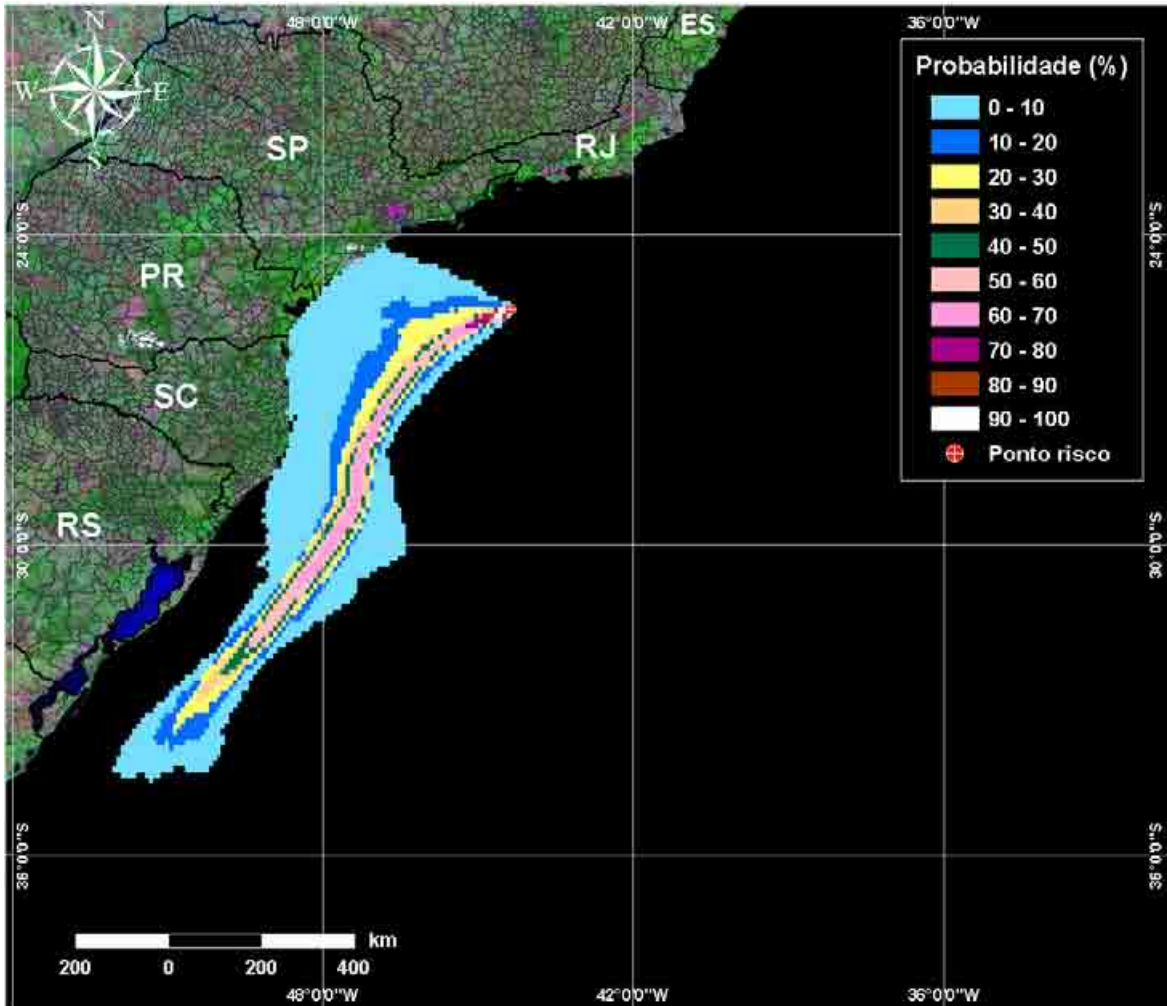 48°0'0"W
42°0'0"W
36°0'0"W
N
W
E
S
ES
SP
RJ
PR
SC
RS
24°0'0"S
24°0'0"S
30°0'0"S
30°0'0"S
36°0'0"S
36°0'0"S
Probabilidade (%)
0 - 10
10 - 20
20 - 30
30 - 40
40 - 50
50 - 60
60 - 70
70 - 80
80 - 90
90 - 100
Ponto risco
km
200 0 200 400
48°0'0"W
42°0'0"W
36°0'0"W